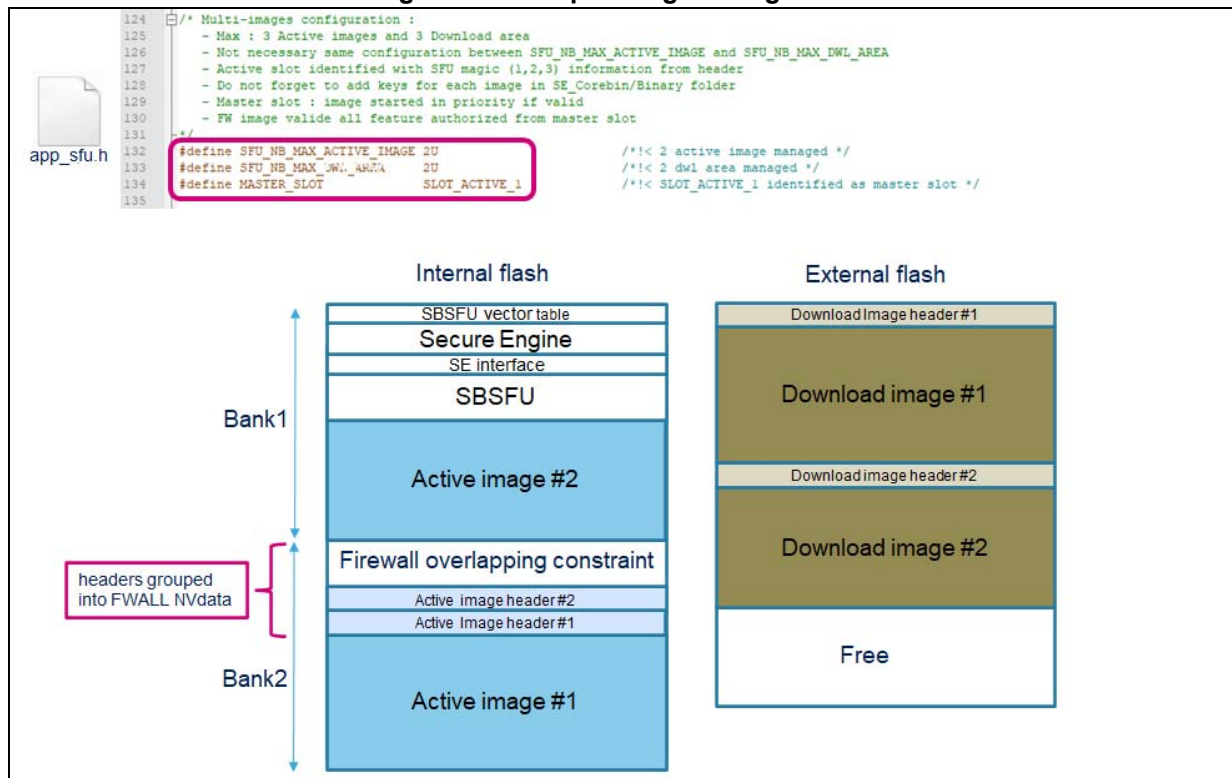 124 /* Multi-images configuration :
125 - Max : 3 Active images and 3 Download area
126 - Not necessary same configuration between SFU_NB_MAX_ACTIVE_IMAGE and SFU_NB_MAX_DWL_AREA
127 - Active slot identified with SFU magic (1,2,3) information from header
128 - Do not forget to add keys for each image in SE_Corebin/Binary folder
129 - Master slot : image started in priority if valid
130 - FW image valide all feature authorized from master slot
131 */
132 #define SFU_NB_MAX_ACTIVE_IMAGE 2U /*!< 2 active image managed */
133 #define SFU_NB_MAX_DWL_AREA 2U /*!< 2 dwl area managed */
134 #define MASTER_SLOT SLOT_ACTIVE_1 /*!< SLOT_ACTIVE_1 identified as master slot */
135
app_sfu.h
Internal flash
SBSFU vector table
Secure Engine
SE interface
SBSFU
Active image #2
Firewall overlapping constraint
Active image header #2
Active Image header #1
Active image #1
Bank1
Bank2
headers grouped
into FWALL NVdata
External flash
Download Image header #1
Download image #1
Download image header #2
Download image #2
Free